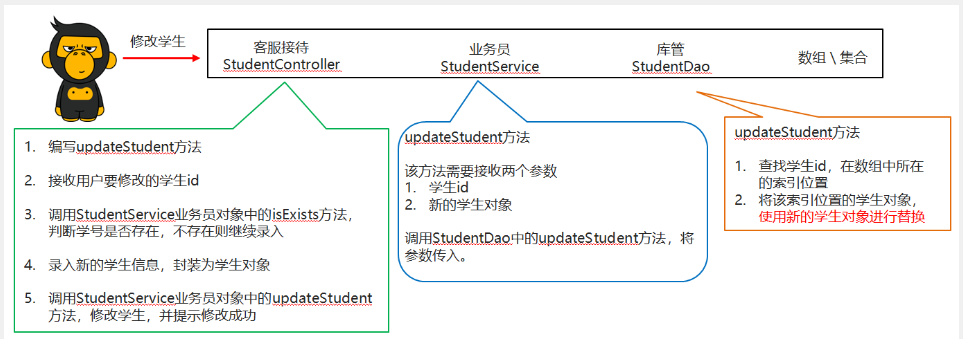 修改学生
客服接待
StudentController
业务员
StudentService
库管
StudentDao
数组 \ 集合
1. 编写updateStudent方法
2. 接收用户要修改的学生id
3. 调用StudentService业务员对象中的isExists方法，
判断学号是否存在，不存在则继续录入
4. 录入新的学生信息，封装为学生对象
5. 调用StudentService业务员对象中的updateStudent
方法，修改学生，并提示修改成功
updateStudent方法
该方法需要接收两个参数
1. 学生id
2. 新的学生对象
调用StudentDao中的updateStudent方法，将
参数传入。
updateStudent方法
1. 查找学生id，在数组中所在
的索引位置
2. 将该索引位置的学生对象，
使用新的学生对象进行替换